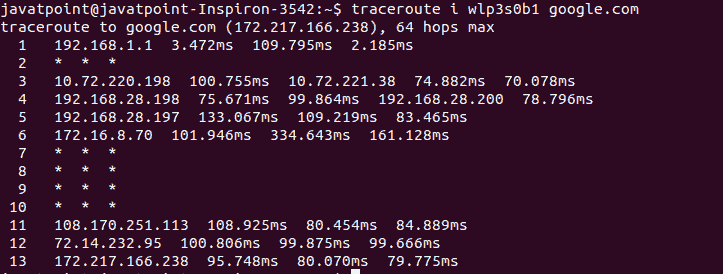 javatpoint@javatpoint-Inspiron-3542:~$ traceroute i wlp3s0b1 google.com
traceroute to google.com (172.217.166.238), 64 hops max
1 192.168.1.1 3.472ms 109.795ms 2.185ms
2 * * *
3 10.72.220.198 100.755ms 10.72.221.38 74.882ms 70.078ms
4 192.168.28.198 75.671ms 99.864ms 192.168.28.200 78.796ms
5 192.168.28.197 133.067ms 109.219ms 83.465ms
6 172.16.8.70 101.946ms 334.643ms 161.128ms
7 * * *
8 * * *
9 * * *
10 * * *
11 108.170.251.113 108.925ms 80.454ms 84.889ms
12 72.14.232.95 100.806ms 99.875ms 99.666ms
13 172.217.166.238 95.748ms 80.070ms 79.775ms